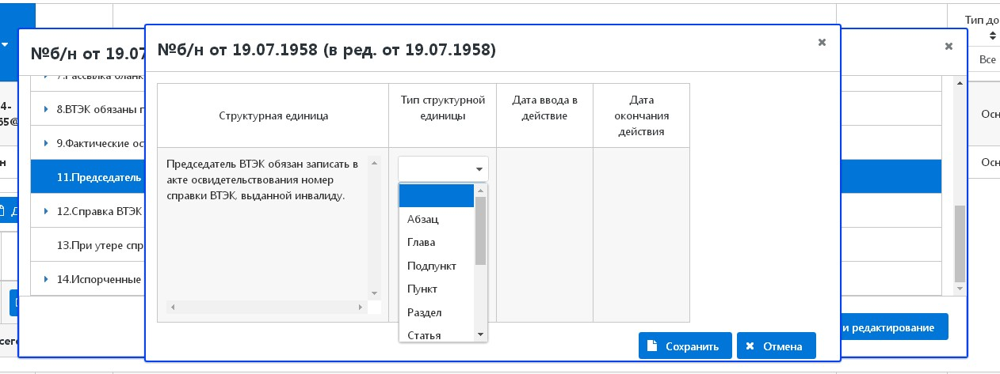 Тип до
Все
№б/н от 19.07
№б/н от 19.07.1958 (в ред. от 19.07.1958)
7.Рассылка бланк
4-
65@
8.ВТЭК обязаны п
Осн
9.Фактические ос
н
Осн
11.Председатель
12.Справка ВТЭК
13.При утере спр
14.Испорченные
сего
и редактирование
Структурная единица
Тип структурной
единицы
Дата ввода в
действие
Дата
окончания
действия
Председатель ВТЭК обязан записать в
акте освидетельствования номер
справки ВТЭК, выданной инвалиду.
Абзац
Глава
Подпункт
Пункт
Раздел
Статья
Сохранить
Отмена